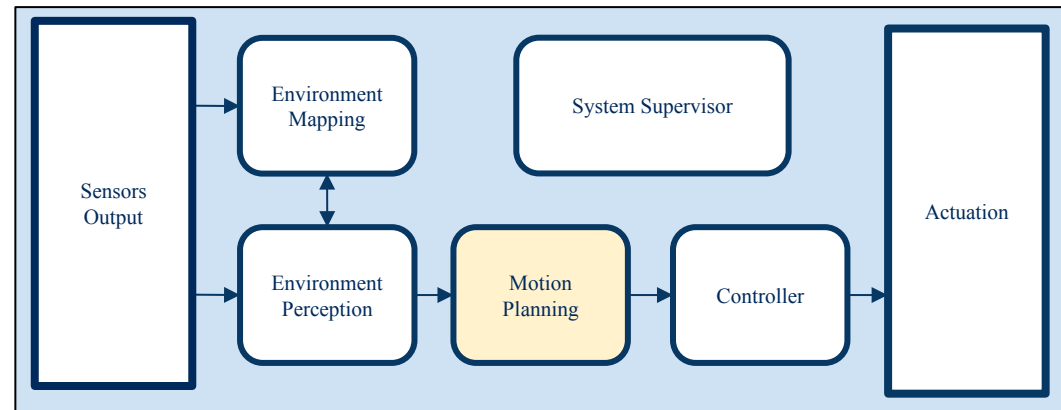 Sensors
Output
Environment
Mapping
System Supervisor
Environment
Perception
Motion
Planning
Controller
Actuation